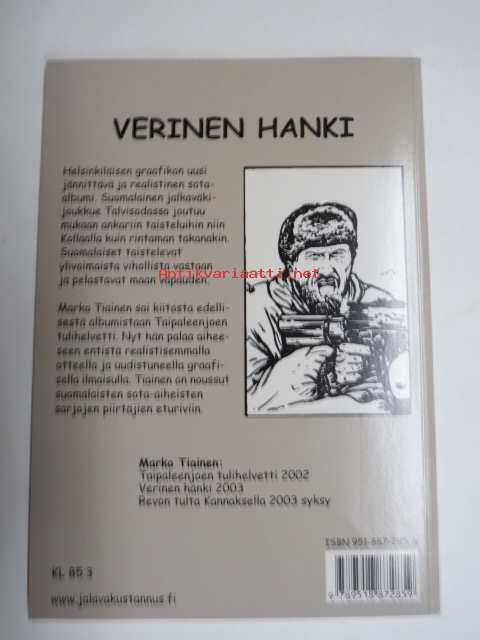 VERINEN HANKI
Helsinkiläisen graafikon uusi
jännittävä ja realistinen sota-
albumi. Suomalainen jalkaväki-
joukkue Talvisodassa joutuu
mukaan ankariin taisteluihin niin
Kollaalla kuin rintaman takanakin.
Suomalaiset taistelevat
ylivoimaista vihollista vastaan
ja pelastavat maan vapauden.
Antikvariaatti.net
Marko Tiainen sai kiitosta edelli-
sestä albumistaan Taipaleenjoen
tulihelvetti. Nyt hän palaa aihee-
seen entistä realistisemmalla
otteella ja uudistuneella graafi-
sella ilmaisulla. Tiainen on noussut
suomalaisten sota-aiheisten
sarjojen piirtäjien eturiviin.
Marko Tiainen:
Taipaleenjoen tulihelvetti 2002
Verinen hanki 2003
Revon tulta Kannaksella 2003 syksy
KL 85.3
www.jalavakustannus.fi